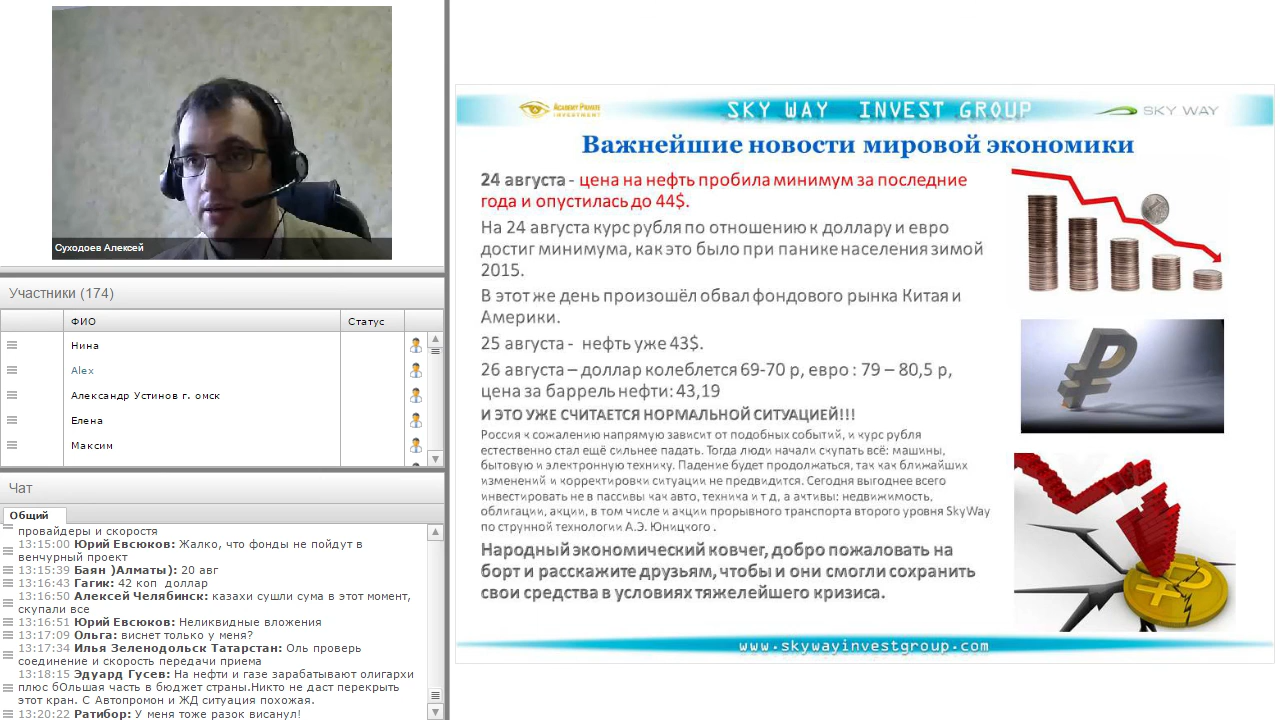 Суходоев Алексей
Участники (174)
ФИО
Статус
Нина
Alex
Александр Устинов г. омск
Елена
Максим
Чат
Общий
провайдеры и скоростя
13:15:00 Юрий Евсюков: Жалко, что фонды не пойдут в
венчурный проект
13:15:39 Баян )Алматы): 20 авг
13:16:43 Гагик: 42 коп доллар
13:16:50 Алексей Челябинск: казахи сушли сума в этот момент,
скупали все
13:16:51 Юрий Евсюков: Неликвидные вложения
13:17:09 Ольга: виснет только у меня?
13:17:34 Илья Зеленодольск Татарстан: Оль проверь
соединение и скорость передачи приема
13:18:15 Эдуард Гусев: На нефти и газе зарабатывают олигархи
плюс бОльшая часть в бюджет страны.Никто не даст перекрыть
этот кран. С Автопромон и ЖД ситуация похожая.
13:20:22 Ратибор: У меня тоже разок висанул!
ACADEMY PRIVATE
INVESTMENT
SKY WAY INVEST GROUP
SKY WAY
Важнейшие новости мировой экономики
24 августа - цена на нефть пробила минимум за последние
года и опустилась до 44$.
На 24 августа курс рубля по отношению к доллару и евро
достиг минимума, как это было при панике населения зимой
2015.
В этот же день произошёл обвал фондового рынка Китая и
Америки.
25 августа - нефть уже 43$.
26 августа – доллар колеблется 69-70 р, евро : 79 – 80,5 р,
цена за баррель нефти: 43,19
И ЭТО УЖЕ СЧИТАЕТСЯ НОРМАЛЬНОЙ СИТУАЦИЕЙ!!!
Россия к сожалению напрямую зависит от подобных событий, и курс рубля
естественно стал ещё сильнее падать. Тогда люди начали скупать всё: машины,
бытовую и электронную технику. Падение будет продолжаться, так как ближайших
изменений и корректировки ситуации не предвидится. Сегодня выгоднее всего
инвестировать не в пассивы как авто, техника и т д, а активы: недвижимость,
облигации, акции, в том числе и акции прорывного транспорта второго уровня SkyWay
по струнной технологии А.Э. Юницкого .
Народный экономический ковчег, добро пожаловать на
борт и расскажите друзьям, чтобы и они смогли сохранить
свои средства в условиях тяжелейшего кризиса.
www.skywayinvestgroup.com